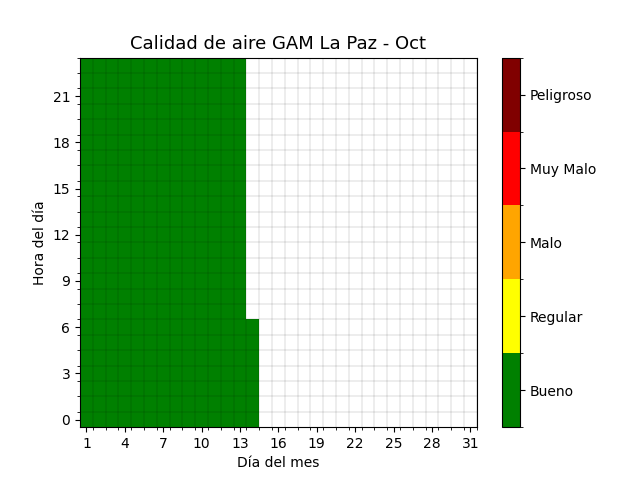 Calidad de aire GAM La Paz - Oct
Hora del día
21
18
15
12
9
6
3
0
1 4 7 10 13 16 19 22 25 28 31
Día del mes
Peligroso
Muy Malo
Malo
Regular
Bueno